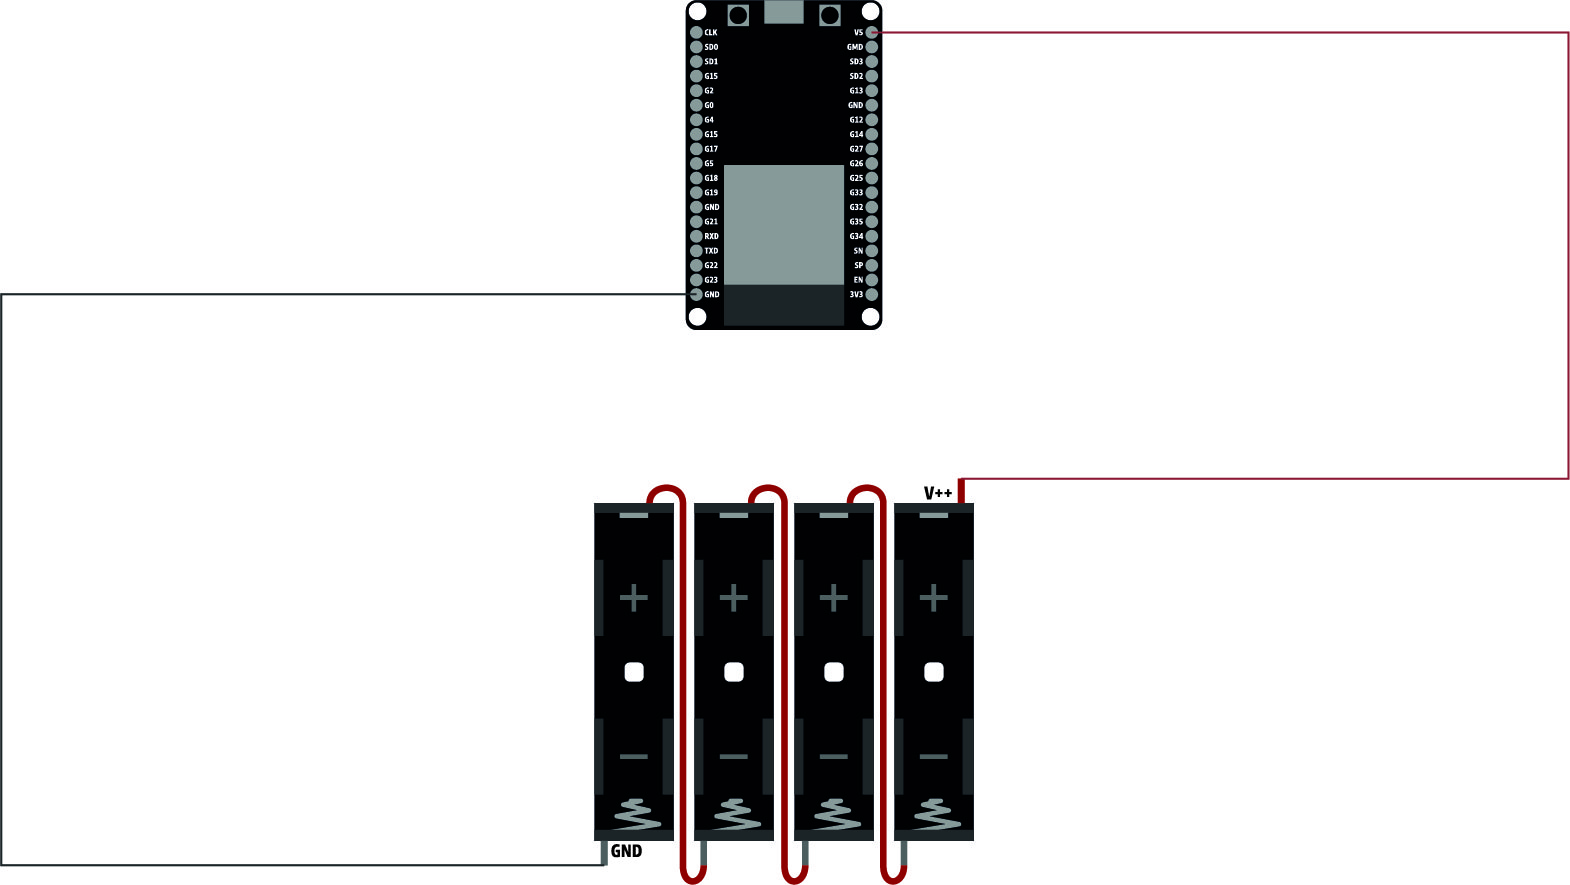 CLK
SD0
SD1
G15
G2
G0
G4
G15
G17
G5
G18
G19
GND
G21
RXD
TXD
G22
G23
GND
V5
GMD
SD3
SD2
G13
GND
G12
G14
G27
G26
G25
G33
G32
G35
G34
SN
SP
EN
3V3
V++
+ + + +
− − − −
GND